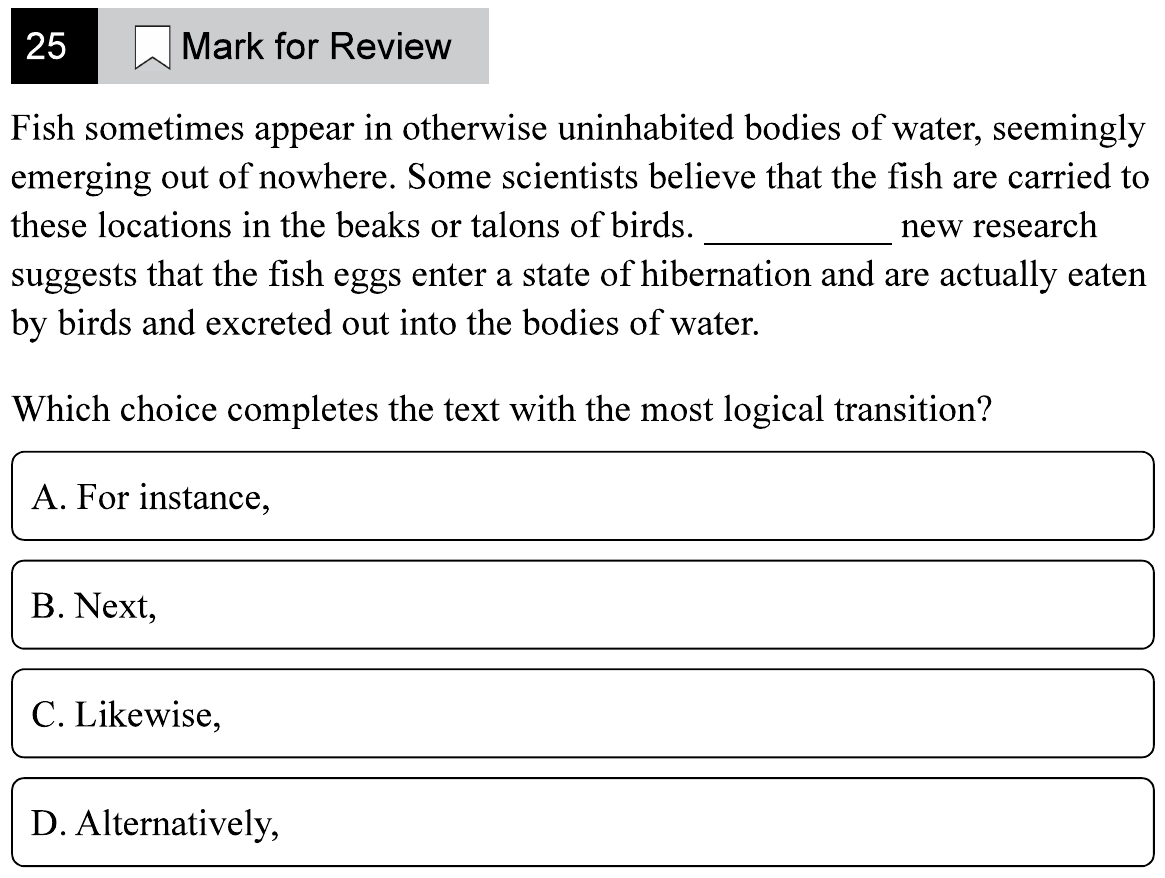 25 Mark for Review
Fish sometimes appear in otherwise uninhabited bodies of water, seemingly
emerging out of nowhere. Some scientists believe that the fish are carried to
these locations in the beaks or talons of birds. __________ new research
suggests that the fish eggs enter a state of hibernation and are actually eaten
by birds and excreted out into the bodies of water.
Which choice completes the text with the most logical transition?
A. For instance,
B. Next,
C. Likewise,
D. Alternatively,